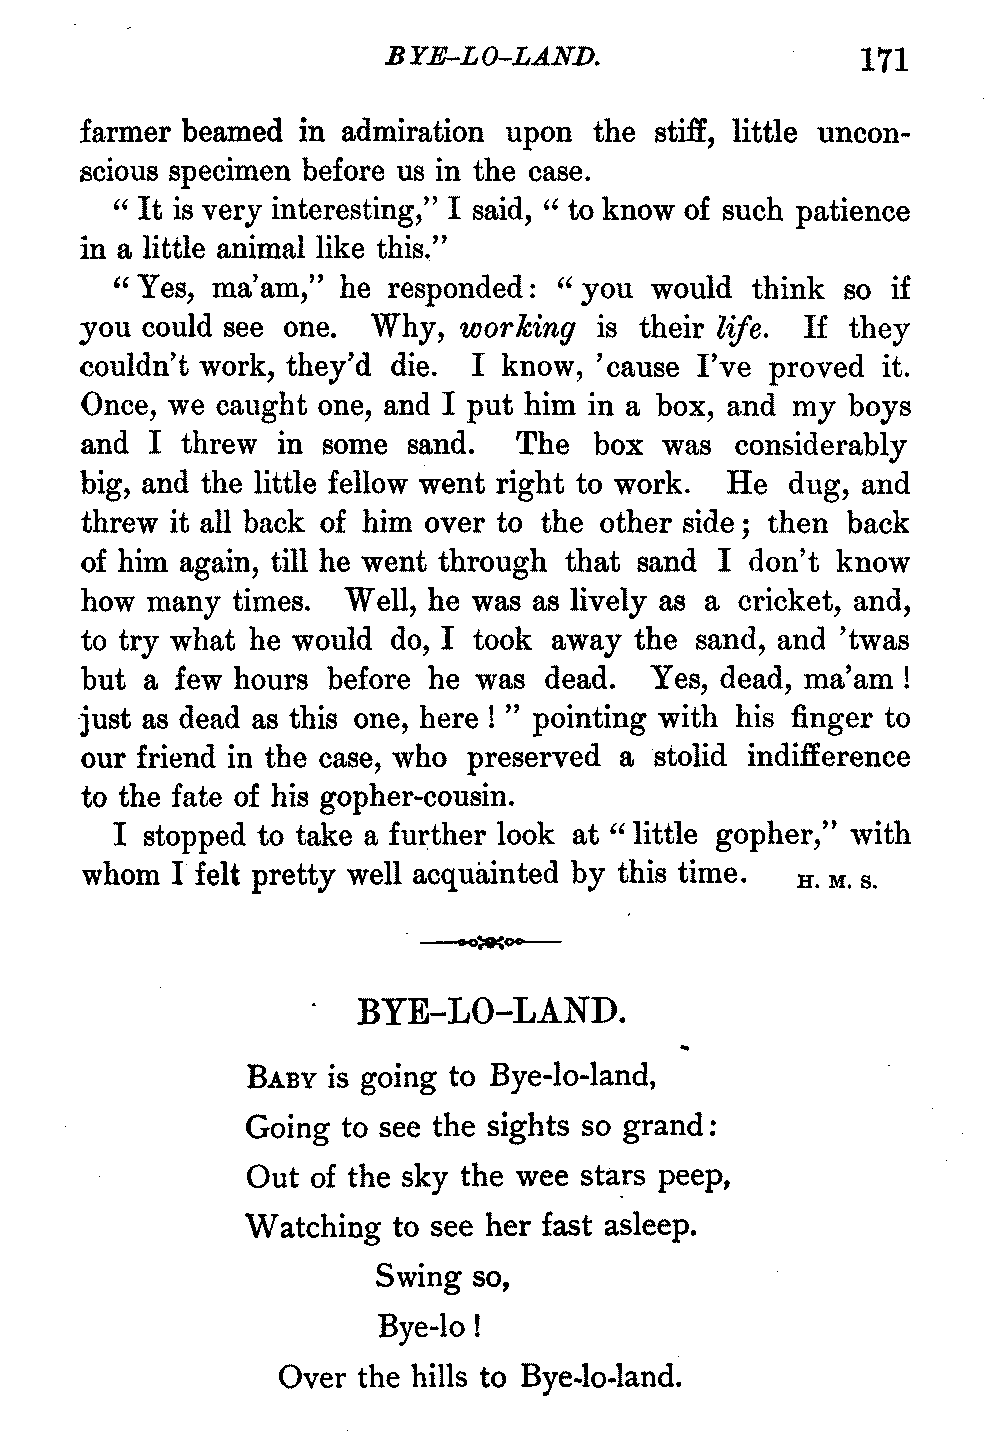 BYE-LO-LAND. 171
farmer beamed in admiration upon the stiff, little uncon-
scious specimen before us in the case.
“ It is very interesting,” I said, “ to know of such patience
in a little animal like this.”
“ Yes, ma’am,” he responded: “ you would think so if
you could see one. Why, working is their life. If they
couldn’t work, they’d die. I know, ’cause I’ve proved it.
Once, we caught one, and I put him in a box, and my boys
and I threw in some sand. The box was considerably
big, and the little fellow went right to work. He dug, and
threw it all back of him over to the other side; then back
of him again, till he went through that sand I don’t know
how many times. Well, he was as lively as a cricket, and,
to try what he would do, I took away the sand, and ’twas
but a few hours before he was dead. Yes, dead, ma’am !
just as dead as this one, here ! ” pointing with his finger to
our friend in the case, who preserved a stolid indifference
to the fate of his gopher-cousin.
I stopped to take a further look at “ little gopher,” with
whom I felt pretty well acquainted by this time. H. M. S.
BYE-LO-LAND.
BABY is going to Bye-lo-land,
Going to see the sights so grand:
Out of the sky the wee stars peep,
Watching to see her fast asleep.
Swing so,
Bye-lo !
Over the hills to Bye-lo-land.